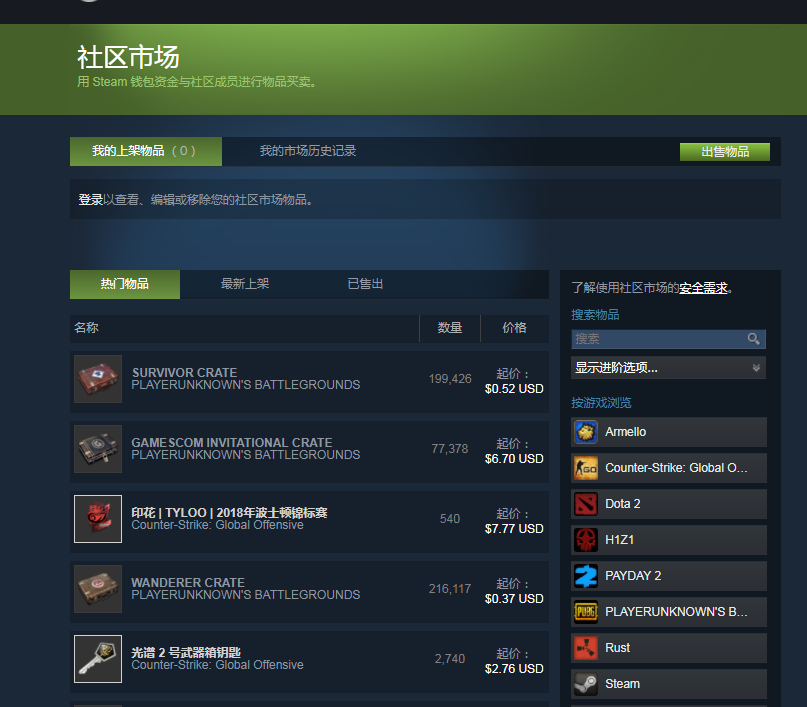 社区市场
用 Steam 钱包资金与社区成员进行物品买卖。
我的上架物品 ( 0 )
我的市场历史记录
出售物品
登录以查看、编辑或移除您的社区市场物品。
热门物品
最新上架
已售出
名称
数量
价格
SURVIVOR CRATE
PLAYERUNKNOWN'S BATTLEGROUNDS
199,426
起价：
$0.52 USD
GAMESCOM INVITATIONAL CRATE
PLAYERUNKNOWN'S BATTLEGROUNDS
77,378
起价：
$6.70 USD
印花 | TYLOO | 2018年波士顿锦标赛
Counter-Strike: Global Offensive
540
起价：
$7.77 USD
WANDERER CRATE
PLAYERUNKNOWN'S BATTLEGROUNDS
216,117
起价：
$0.37 USD
光谱 2 号武器箱钥匙
Counter-Strike: Global Offensive
2,740
起价：
$2.76 USD
了解使用社区市场的安全需求。
搜索物品
搜索
显示进阶选项...
按游戏浏览
Armello
GO
Counter-Strike: Global O...
Dota 2
H1Z1
PAYDAY 2
PUBG
PLAYERUNKNOWN'S B...
Rust
Steam